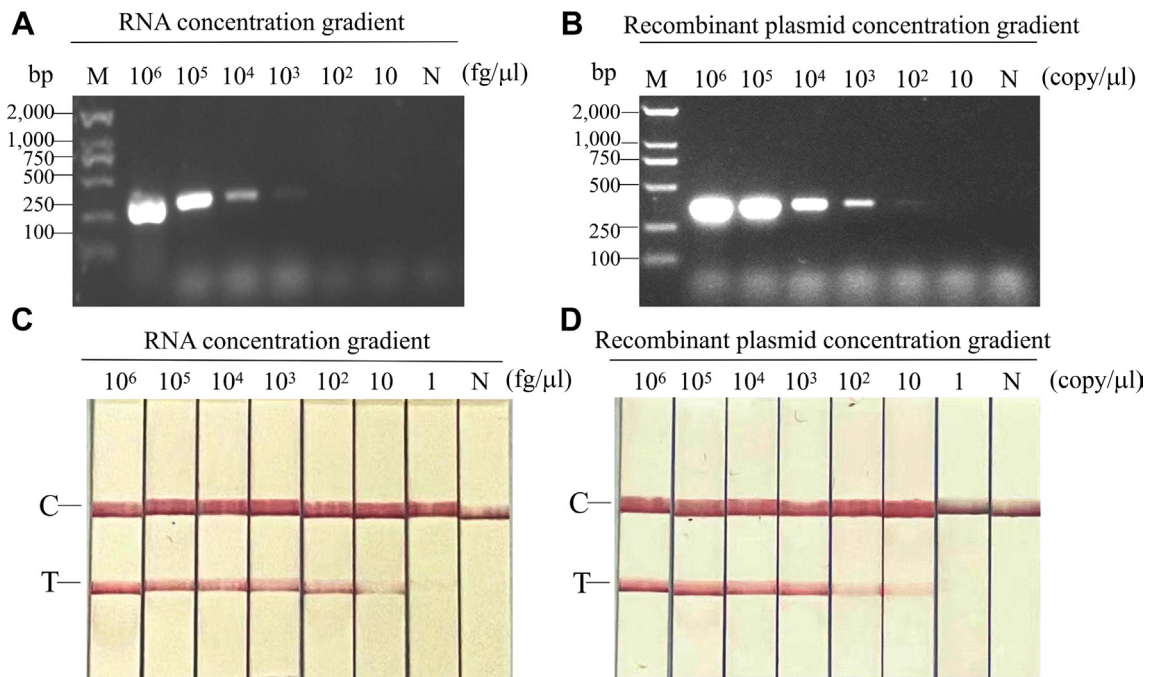 A
RNA concentration gradient
bp M 10⁶ 10⁵ 10⁴ 10³ 10² 10 N (fg/μl)
2,000
1,000
750
500
250
100
B
Recombinant plasmid concentration gradient
bp M 10⁶ 10⁵ 10⁴ 10³ 10² 10 N (copy/μl)
2,000
1,000
750
500
250
100
C
RNA concentration gradient
10⁶ 10⁵ 10⁴ 10³ 10² 10 1 N (fg/μl)
C
T
D
Recombinant plasmid concentration gradient
10⁶ 10⁵ 10⁴ 10³ 10² 10 1 N (copy/μl)
C
T